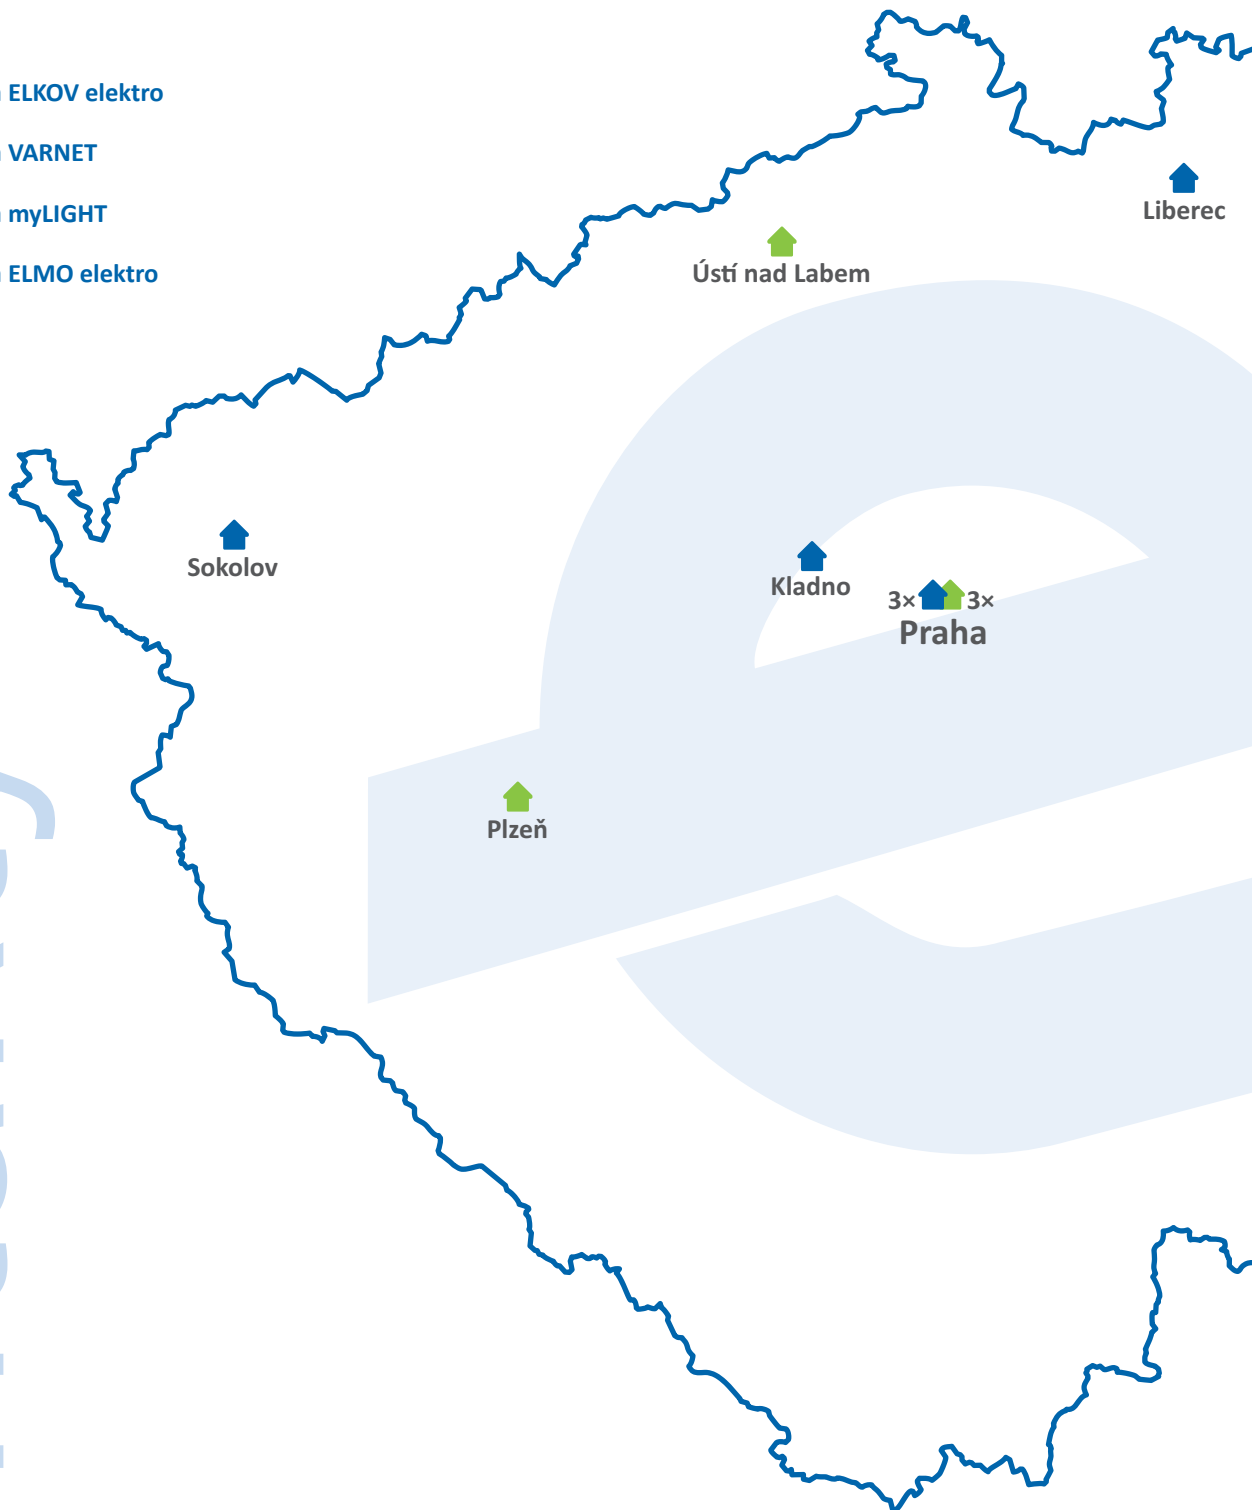 ELKOV elektro
VARNET
myLIGHT
ELMO elektro
Liberec
Ústí nad Labem
Sokolov
Kladno
3× 3×
Praha
Plzeň